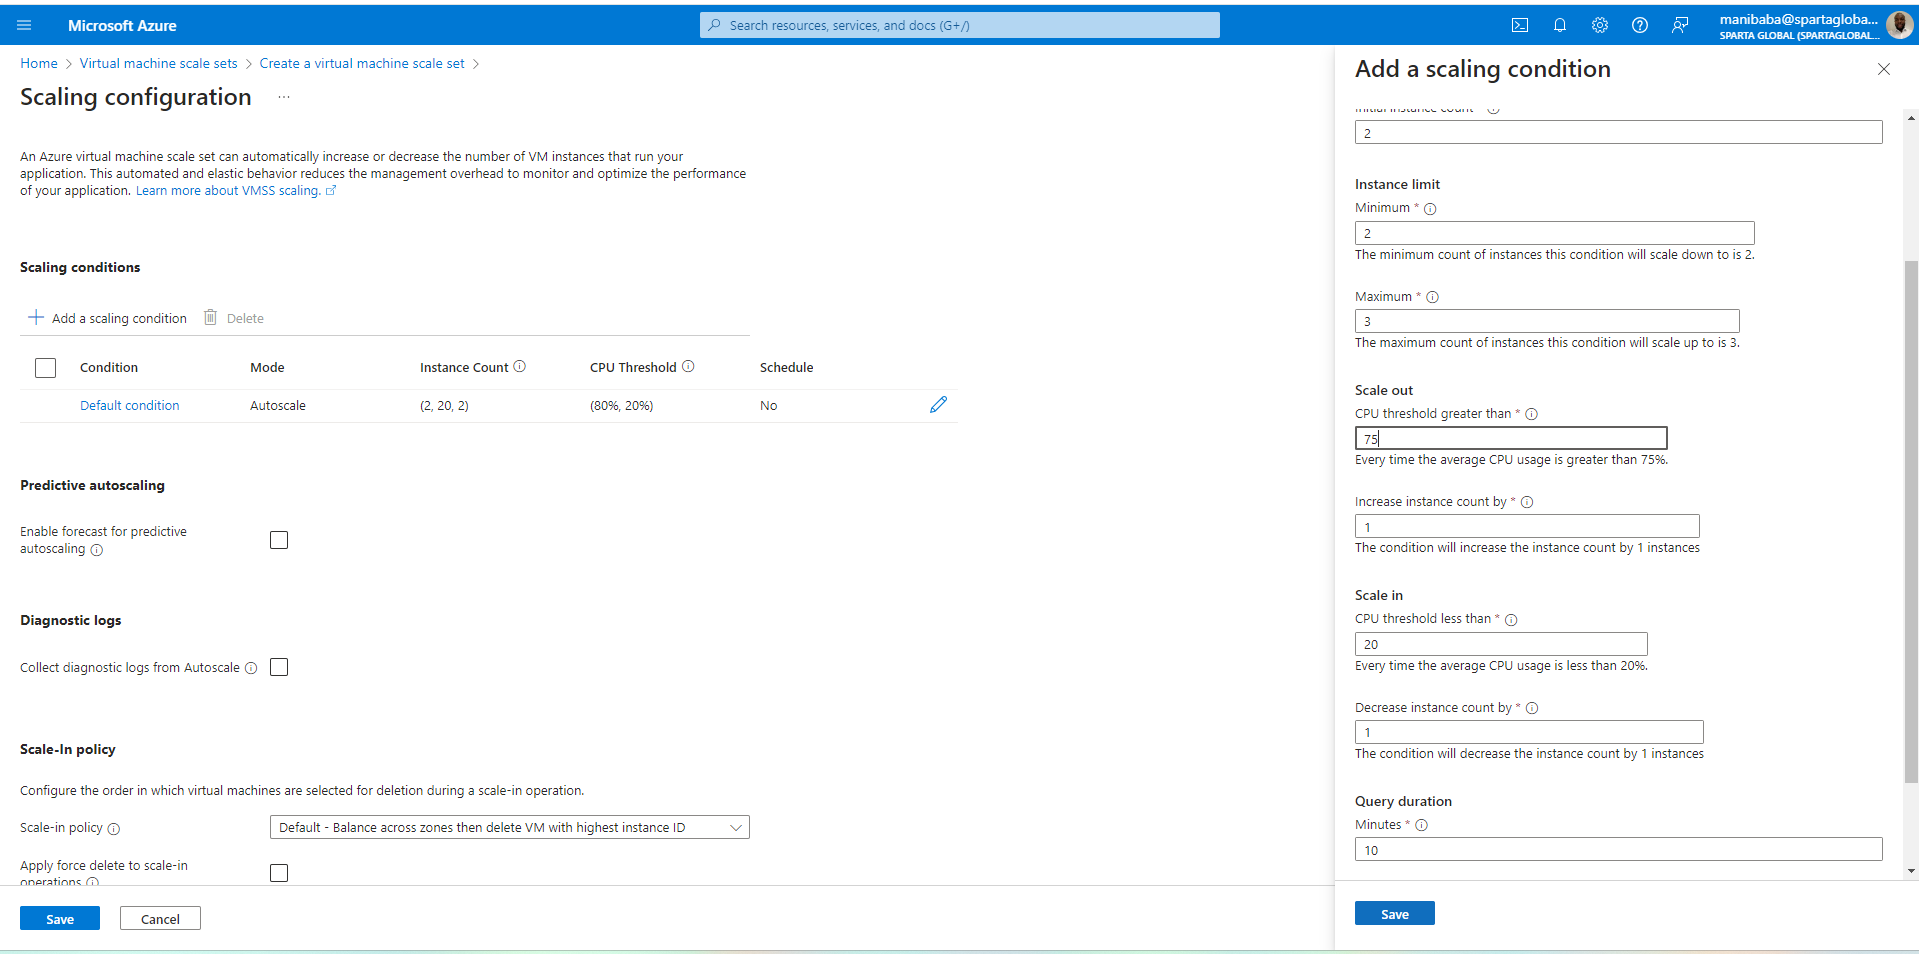 Microsoft Azure
Search resources, services, and docs (G+/)
manibaba@spartagloba...
SPARTA GLOBAL (SPARTAGLOBAL...
Home > Virtual machine scale sets > Create a virtual machine scale set >
Scaling configuration ...
An Azure virtual machine scale set can automatically increase or decrease the number of VM instances that run your
application. This automated and elastic behavior reduces the management overhead to monitor and optimize the performance
of your application. Learn more about VMSS scaling.
Scaling conditions
Add a scaling condition Delete
Condition Mode Instance Count CPU Threshold Schedule
Default condition Autoscale (2, 20, 2) (80%, 20%) No
Predictive autoscaling
Enable forecast for predictive
autoscaling
Diagnostic logs
Collect diagnostic logs from Autoscale
Scale-In policy
Configure the order in which virtual machines are selected for deletion during a scale-in operation.
Scale-in policy Default - Balance across zones then delete VM with highest instance ID
Apply force delete to scale-in
operations
Save Cancel
Add a scaling condition
Initial instance count
2
Instance limit
Minimum *
2
The minimum count of instances this condition will scale down to is 2.
Maximum *
3
The maximum count of instances this condition will scale up to is 3.
Scale out
CPU threshold greater than *
75
Every time the average CPU usage is greater than 75%.
Increase instance count by *
1
The condition will increase the instance count by 1 instances
Scale in
CPU threshold less than *
20
Every time the average CPU usage is less than 20%.
Decrease instance count by *
1
The condition will decrease the instance count by 1 instances
Query duration
Minutes *
10
Save